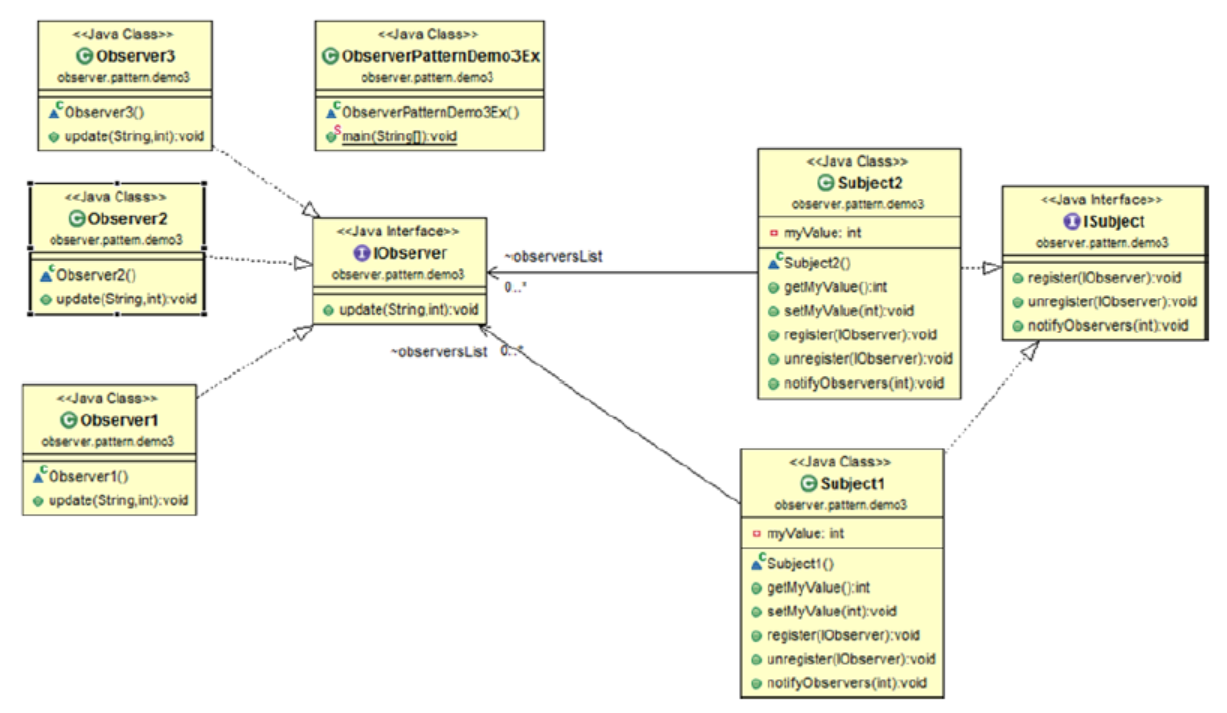 <<Java Class>>
Observer3
observer.pattern.demo3
Observer3()
update(String,int):void
<<Java Class>>
ObserverPatternDemo3Ex
observer.pattern.demo3
ObserverPatternDemo3Ex()
main(String[]):void
<<Java Class>>
Observer2
observer.pattern.demo3
Observer2()
update(String,int):void
<<Java Interface>>
IObserver
observer.pattern.demo3
update(String,int):void
~observersList
0..*
~observersList
0..*
<<Java Class>>
Observer1
observer.pattern.demo3
Observer1()
update(String,int):void
<<Java Class>>
Subject2
observer.pattern.demo3
myValue: int
Subject2()
getMyValue():int
setMyValue(int):void
register(IObserver):void
unregister(IObserver):void
notifyObservers(int):void
<<Java Interface>>
ISubject
observer.pattern.demo3
register(IObserver):void
unregister(IObserver):void
notifyObservers(int):void
<<Java Class>>
Subject1
observer.pattern.demo3
myValue: int
Subject1()
getMyValue():int
setMyValue(int):void
register(IObserver):void
unregister(IObserver):void
notifyObservers(int):void